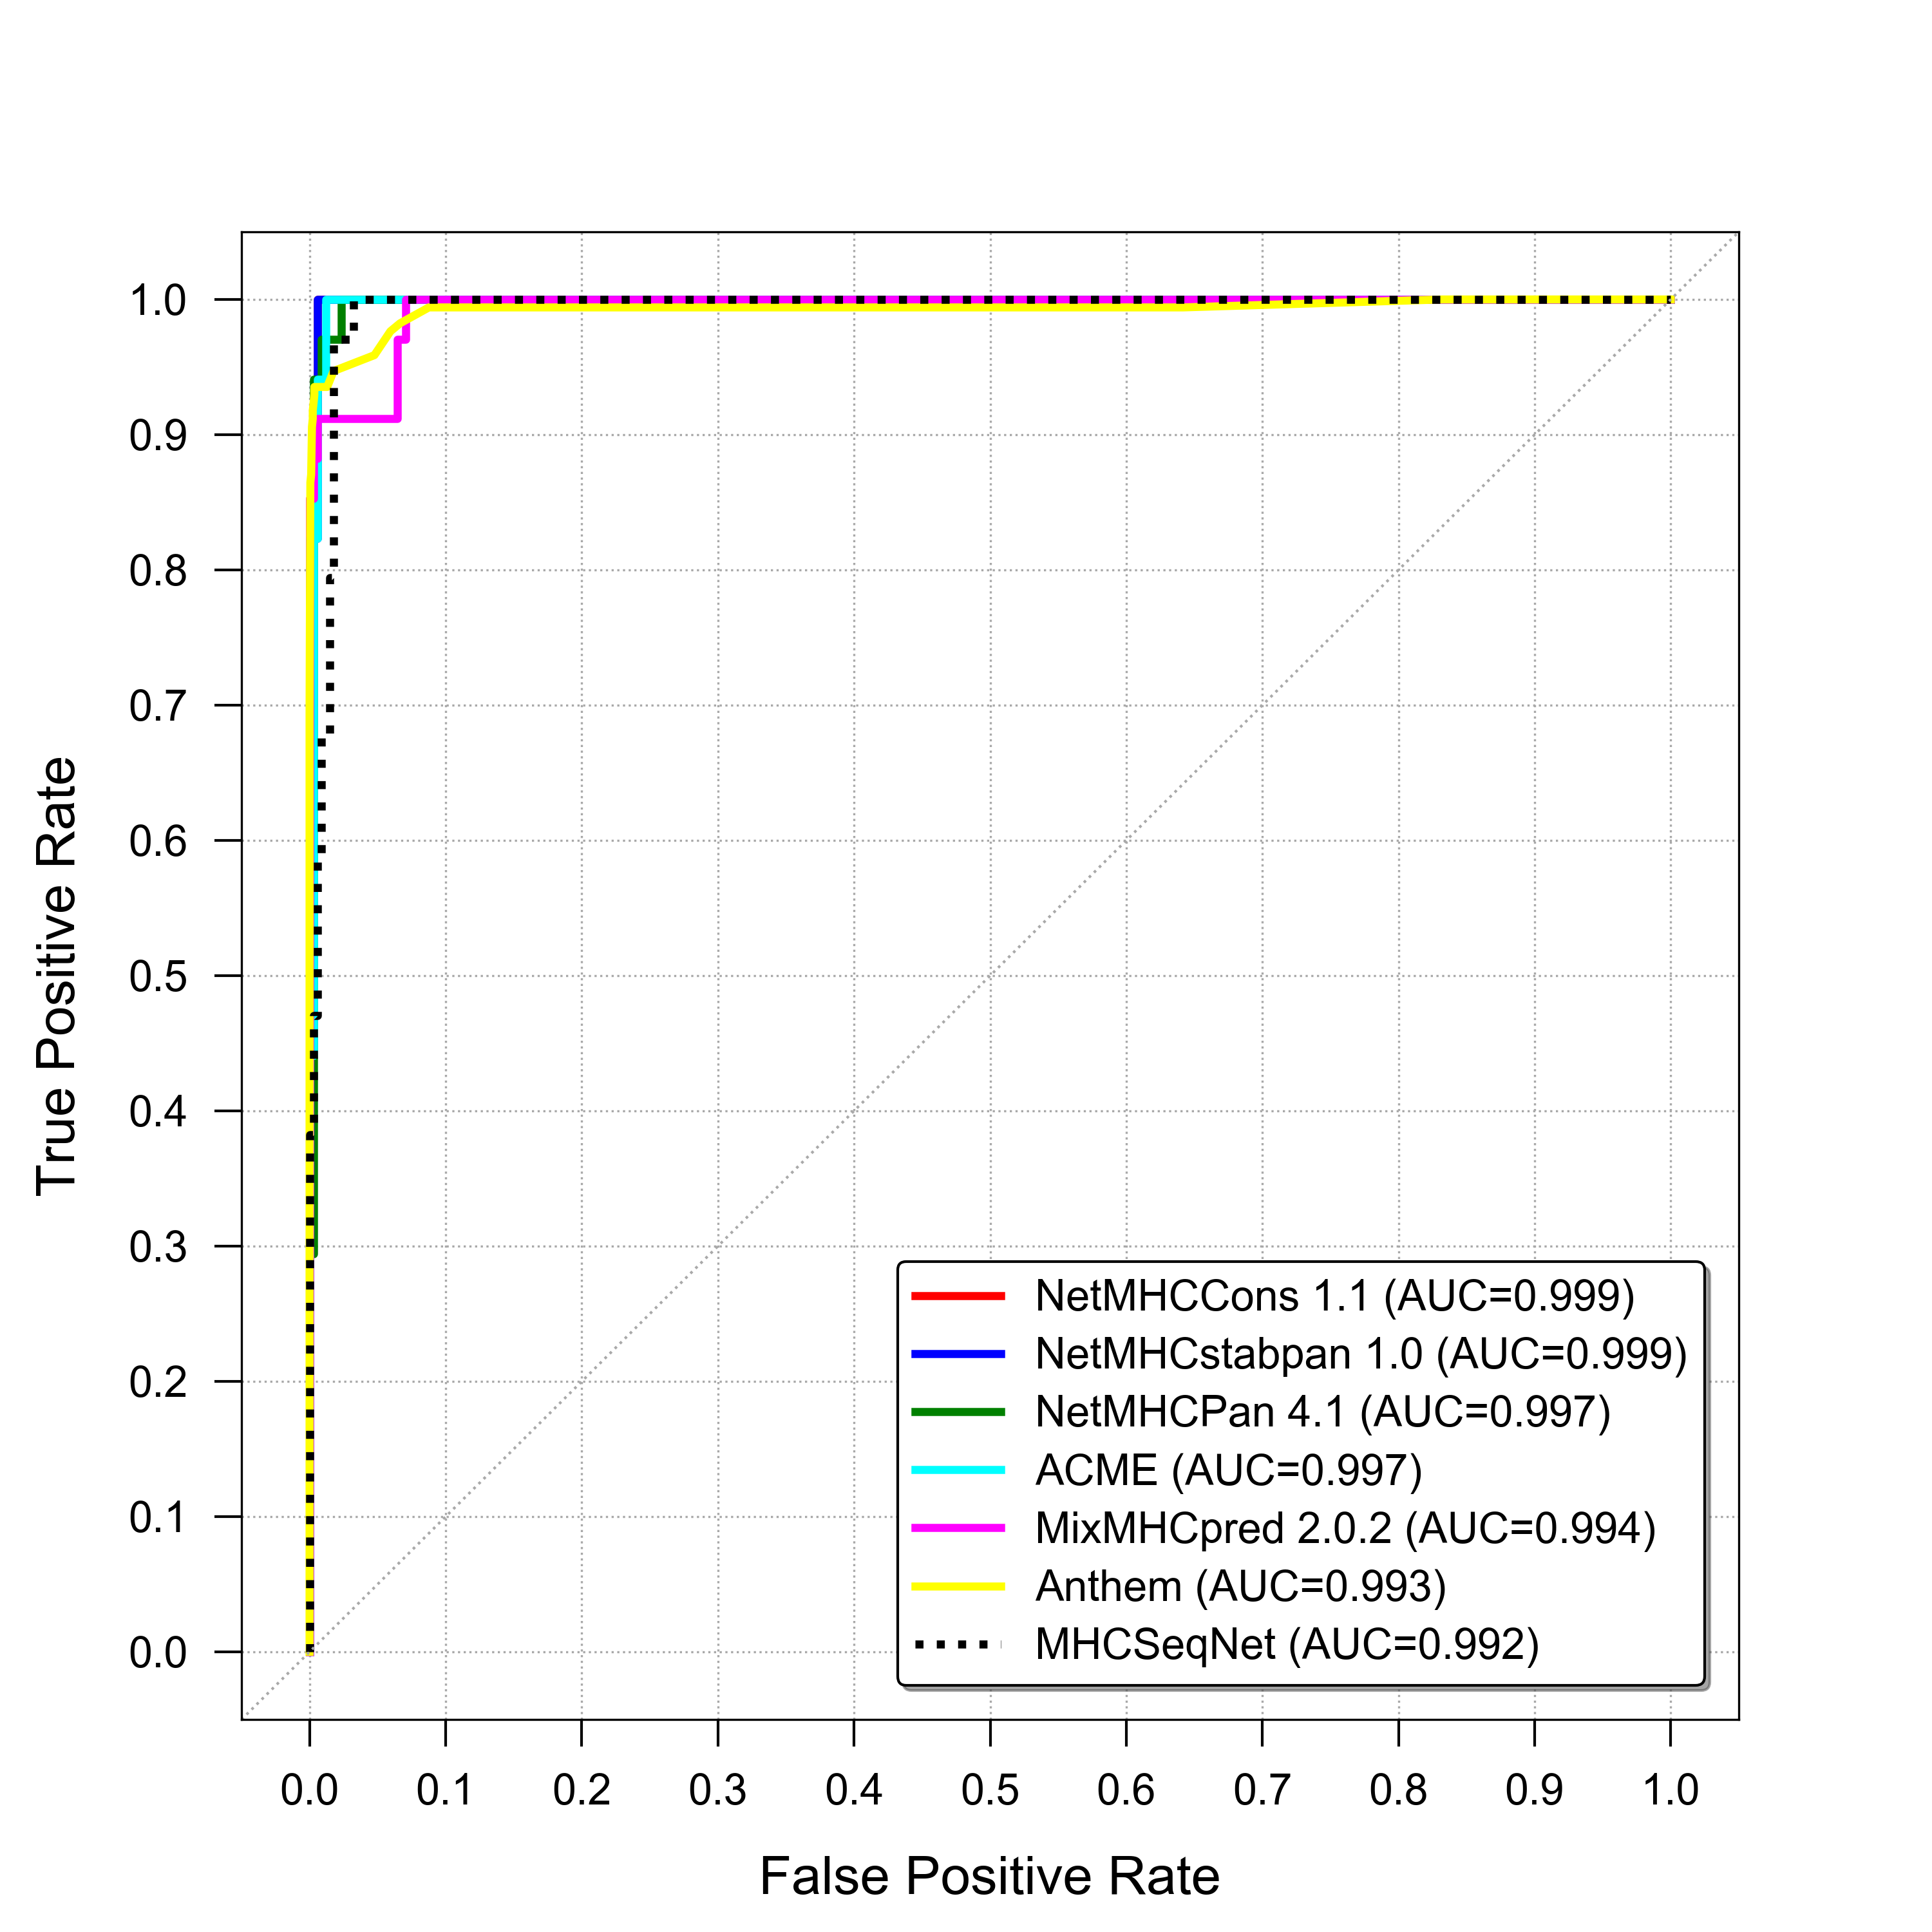 1.0
0.9
0.8
0.7
0.6
0.5
0.4
0.3
0.2
0.1
0.0
True Positive Rate
NetMHCCons 1.1 (AUC=0.999)
NetMHCstabpan 1.0 (AUC=0.999)
NetMHCPan 4.1 (AUC=0.997)
ACME (AUC=0.997)
MixMHCpred 2.0.2 (AUC=0.994)
Anthem (AUC=0.993)
MHCSeqNet (AUC=0.992)
0.0 0.1 0.2 0.3 0.4 0.5 0.6 0.7 0.8 0.9 1.0
False Positive Rate